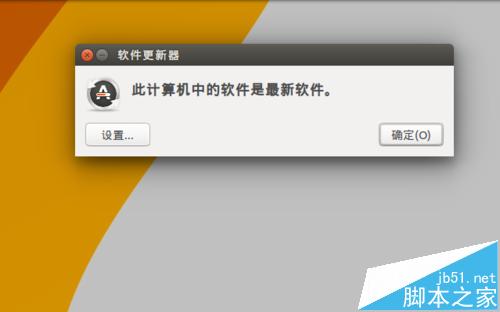 软件更新器
此计算机中的软件是最新软件。
设置...
确定(O)
jb51.net
脚本之家